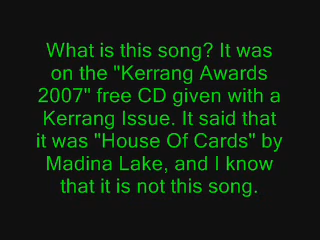 What is this song? It was
on the "Kerrang Awards
2007" free CD given with a
Kerrang Issue. It said that
it was "House Of Cards" by
Madina Lake, and I know
that it is not this song.